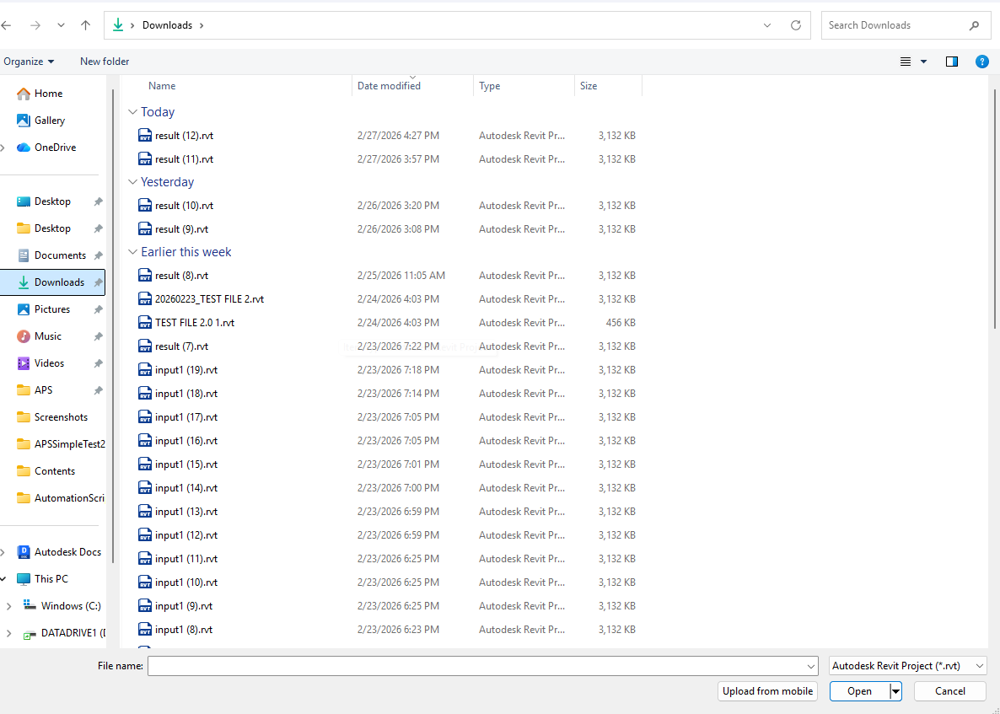 Downloads
Search Downloads
Organize
New folder
?
Name Date modified Type Size
Home
Gallery
OneDrive
Desktop
Desktop
Documents
Downloads
Pictures
Music
Videos
APS
Screenshots
APSSimpleTest2
Contents
AutomationScri
Autodesk Docs
This PC
Windows (C:)
DATADRIVE1 (D
Today
result (12).rvt 2/27/2026 4:27 PM Autodesk Revit Pr... 3,132 KB
result (11).rvt 2/27/2026 3:57 PM Autodesk Revit Pr... 3,132 KB
Yesterday
result (10).rvt 2/26/2026 3:20 PM Autodesk Revit Pr... 3,132 KB
result (9).rvt 2/26/2026 3:08 PM Autodesk Revit Pr... 3,132 KB
Earlier this week
result (8).rvt 2/25/2026 11:05 AM Autodesk Revit Pr... 3,132 KB
20260223_TEST FILE 2.rvt 2/24/2026 4:03 PM Autodesk Revit Pr... 3,132 KB
TEST FILE 2.0 1.rvt 2/24/2026 4:03 PM Autodesk Revit Pr... 456 KB
result (7).rvt 2/23/2026 7:22 PM Autodesk Revit Pr... 3,132 KB
input1 (19).rvt 2/23/2026 7:18 PM Autodesk Revit Pr... 3,132 KB
input1 (18).rvt 2/23/2026 7:14 PM Autodesk Revit Pr... 3,132 KB
input1 (17).rvt 2/23/2026 7:05 PM Autodesk Revit Pr... 3,132 KB
input1 (16).rvt 2/23/2026 7:05 PM Autodesk Revit Pr... 3,132 KB
input1 (15).rvt 2/23/2026 7:01 PM Autodesk Revit Pr... 3,132 KB
input1 (14).rvt 2/23/2026 7:00 PM Autodesk Revit Pr... 3,132 KB
input1 (13).rvt 2/23/2026 6:59 PM Autodesk Revit Pr... 3,132 KB
input1 (12).rvt 2/23/2026 6:59 PM Autodesk Revit Pr... 3,132 KB
input1 (11).rvt 2/23/2026 6:25 PM Autodesk Revit Pr... 3,132 KB
input1 (10).rvt 2/23/2026 6:25 PM Autodesk Revit Pr... 3,132 KB
input1 (9).rvt 2/23/2026 6:25 PM Autodesk Revit Pr... 3,132 KB
input1 (8).rvt 2/23/2026 6:23 PM Autodesk Revit Pr... 3,132 KB
File name: Autodesk Revit Project (*.rvt)
Upload from mobile Open Cancel